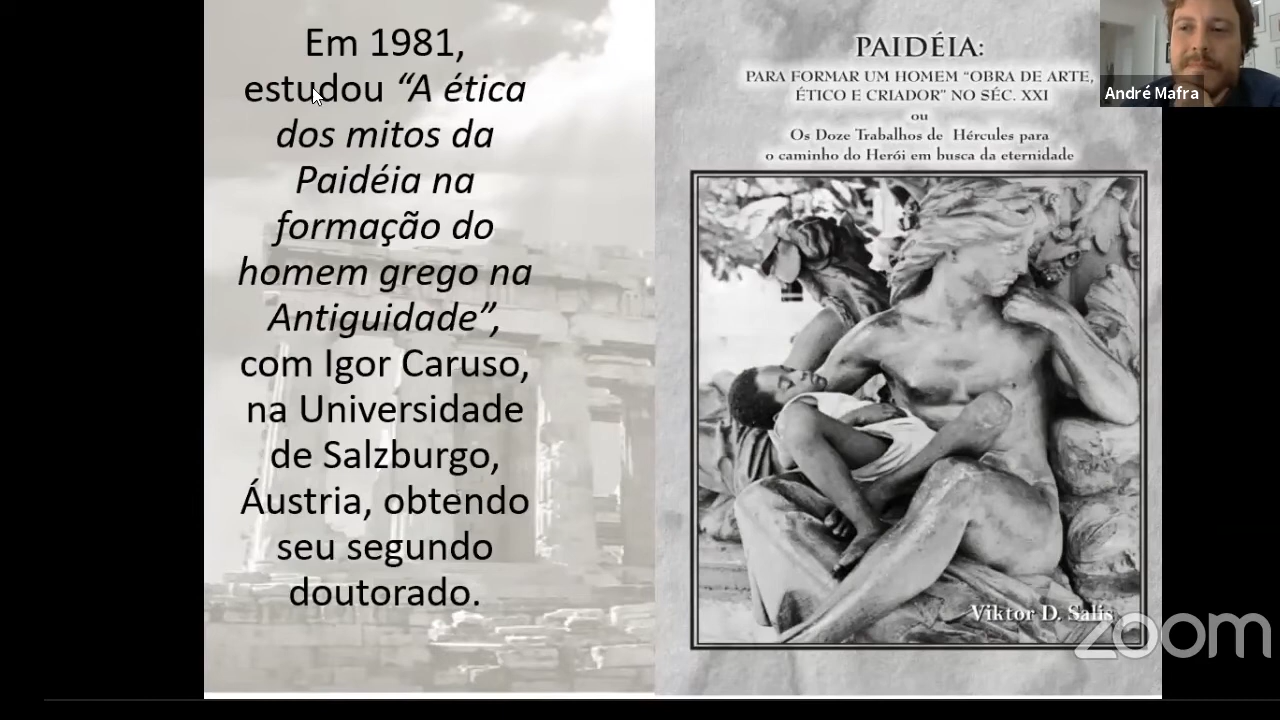 Em 1981,
estudou “A ética
dos mitos da
Paidéia na
formação do
homem grego na
Antiguidade”,
com Igor Caruso,
na Universidade
de Salzburgo,
Áustria, obtendo
seu segundo
doutorado.
PAIDÉIA:
PARA FORMAR UM HOMEM “OBRA DE ARTE,
ÉTICO E CRIADOR” NO SÉC. XXI
ou
Os Doze Trabalhos de Hércules para
o caminho do Herói em busca da eternidade
Viktor D. Salis
André Mafra
zoom